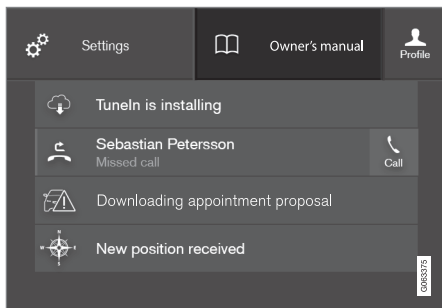 Settings
Owner's manual
Profile
TuneIn is installing
Sebastian Petersson
Missed call
Call
Downloading appointment proposal
N
W E
S
New position received
G063375